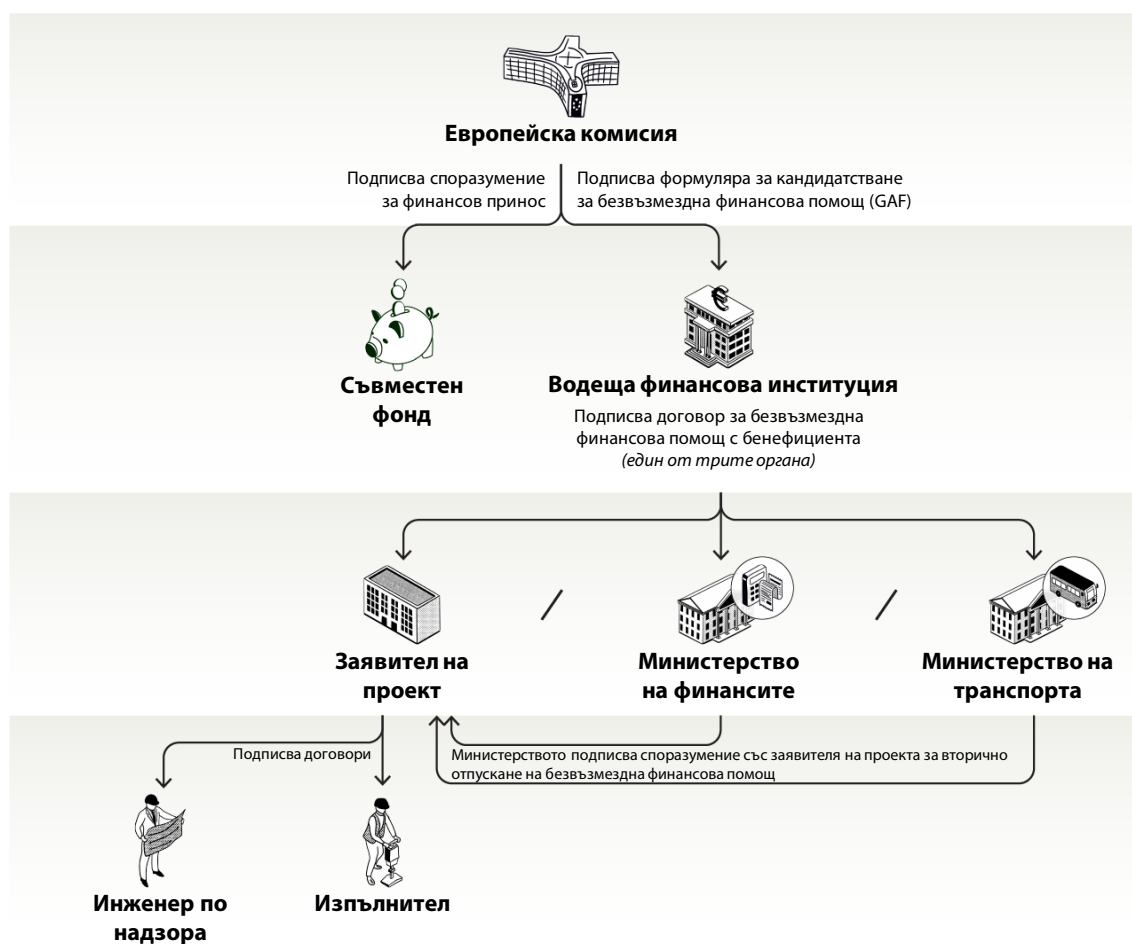 Европейска комисия
Подписва споразумение
за финансов принос
Подписва формуляра за кандидатстване
за безвъзмездна финансова помощ (GAF)
Съвместен
фонд
Водеща финансова институция
Подписва договор за безвъзмездна
финансова помощ с бенефициента
(един от трите органа)
Заявител на
проект
/
Министерство
на финансите
/
Министерство на
транспорта
Подписва договори
Министерството подписва споразумение със заявителя на проекта за вторично
отпускане на безвъзмездна финансова помощ
Инженер по
надзора
Изпълнител